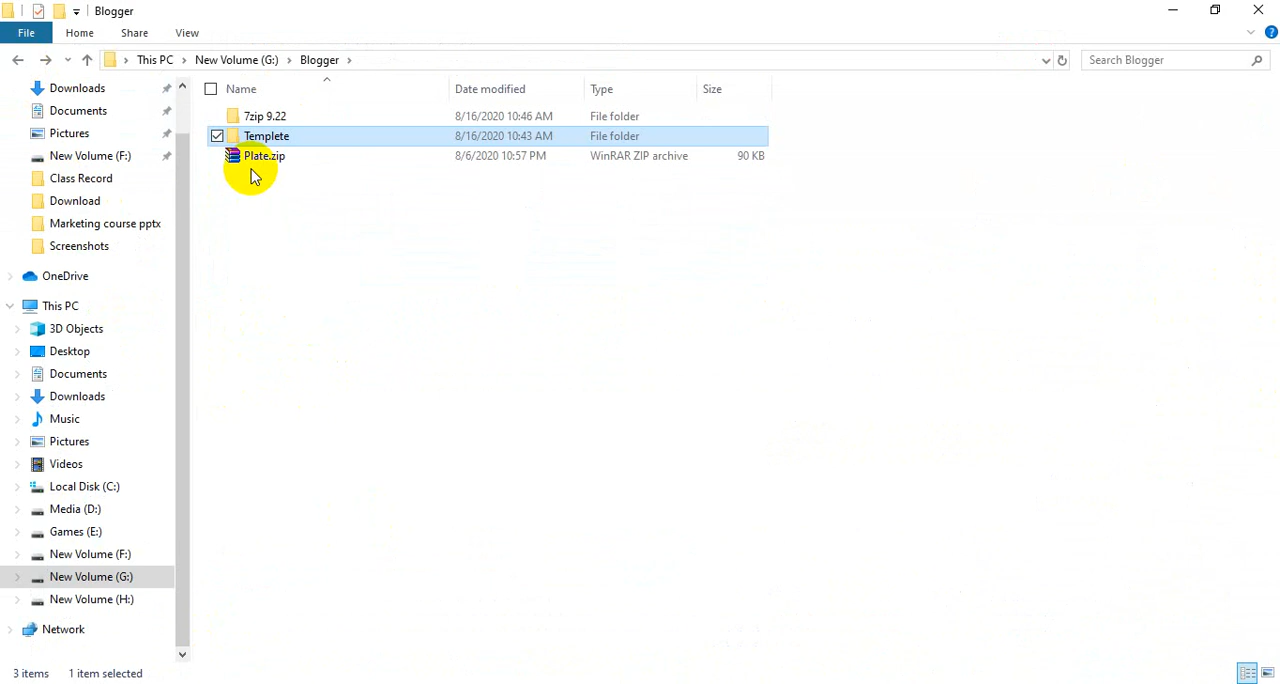 Blogger
File Home Share View
This PC New Volume (G:) Blogger Search Blogger
Downloads
Documents
Pictures
New Volume (F:)
Class Record
Download
Marketing course pptx
Screenshots
OneDrive
This PC
3D Objects
Desktop
Documents
Downloads
Music
Pictures
Videos
Local Disk (C:)
Media (D:)
Games (E:)
New Volume (F:)
New Volume (G:)
New Volume (H:)
Network
Name Date modified Type Size
7zip 9.22 8/16/2020 10:46 AM File folder
Templete 8/16/2020 10:43 AM File folder
Plate.zip 8/6/2020 10:57 PM WinRAR ZIP archive 90 KB
3 items 1 item selected